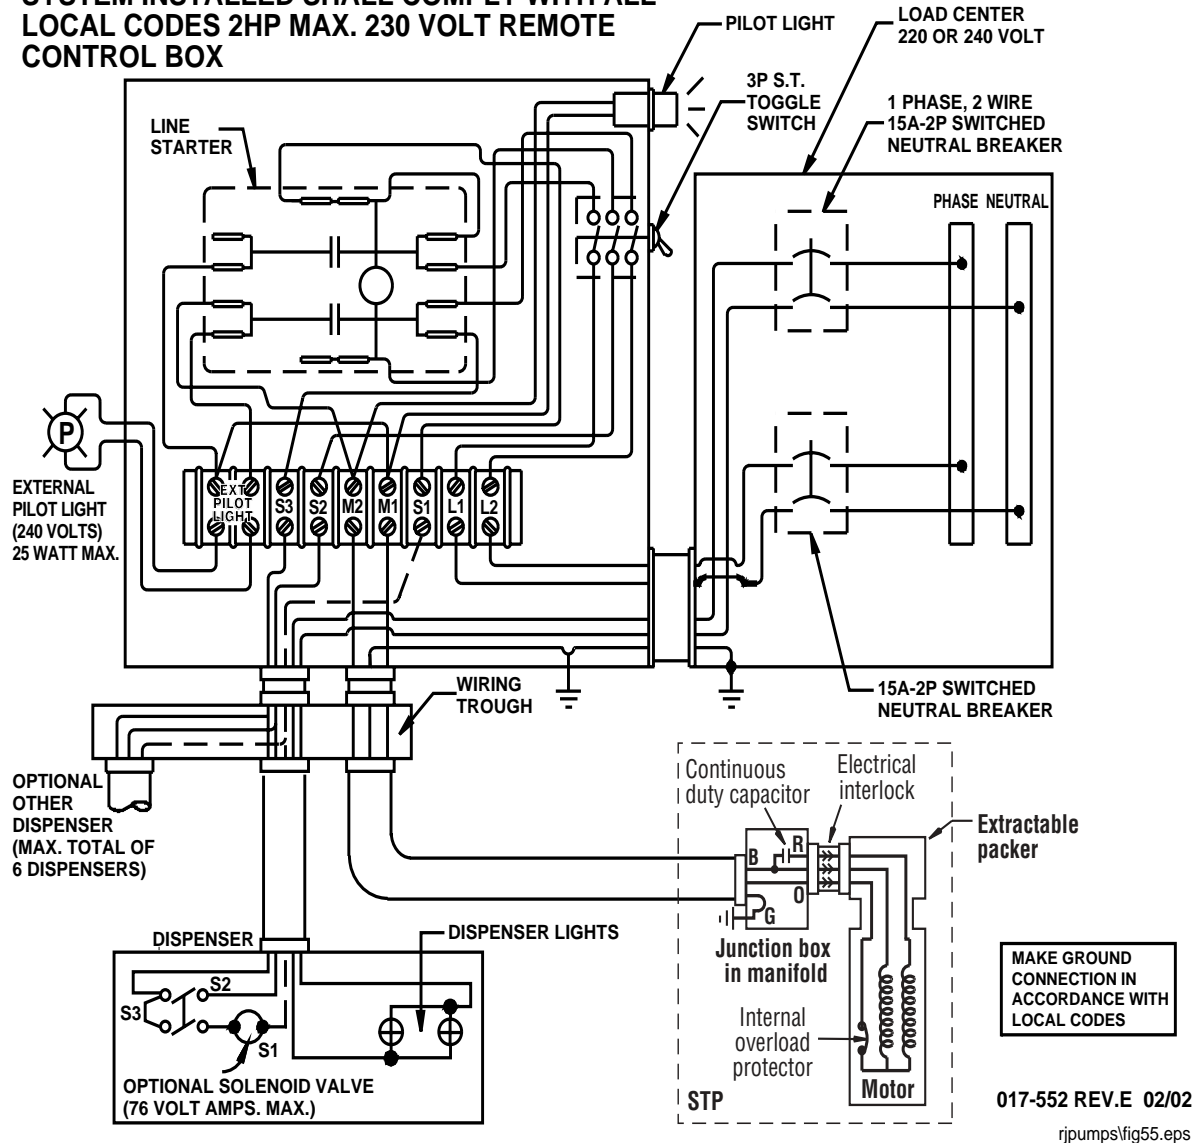 LOCAL CODES 2HP MAX. 230 VOLT REMOTE
CONTROL BOX
PILOT LIGHT
LOAD CENTER
220 OR 240 VOLT
3P S.T.
TOGGLE
SWITCH
1 PHASE, 2 WIRE
15A-2P SWITCHED
NEUTRAL BREAKER
LINE
STARTER
PHASE NEUTRAL
P
EXTERNAL
PILOT LIGHT
(240 VOLTS)
25 WATT MAX.
EXT
PILOT
LIGHT
S3
S2
M2
M1
S1
L1
L2
WIRING
TROUGH
15A-2P SWITCHED
NEUTRAL BREAKER
OPTIONAL
OTHER
DISPENSER
(MAX. TOTAL OF
6 DISPENSERS)
Continuous
duty capacitor
Electrical
interlock
Extractable
packer
B
R
O
G
Junction box
in manifold
Internal
overload
protector
Motor
STP
DISPENSER
DISPENSER LIGHTS
S2
S3
S1
OPTIONAL SOLENOID VALVE
(76 VOLT AMPS. MAX.)
MAKE GROUND
CONNECTION IN
ACCORDANCE WITH
LOCAL CODES
017-552 REV.E 02/02
rjpumps\fig55.eps